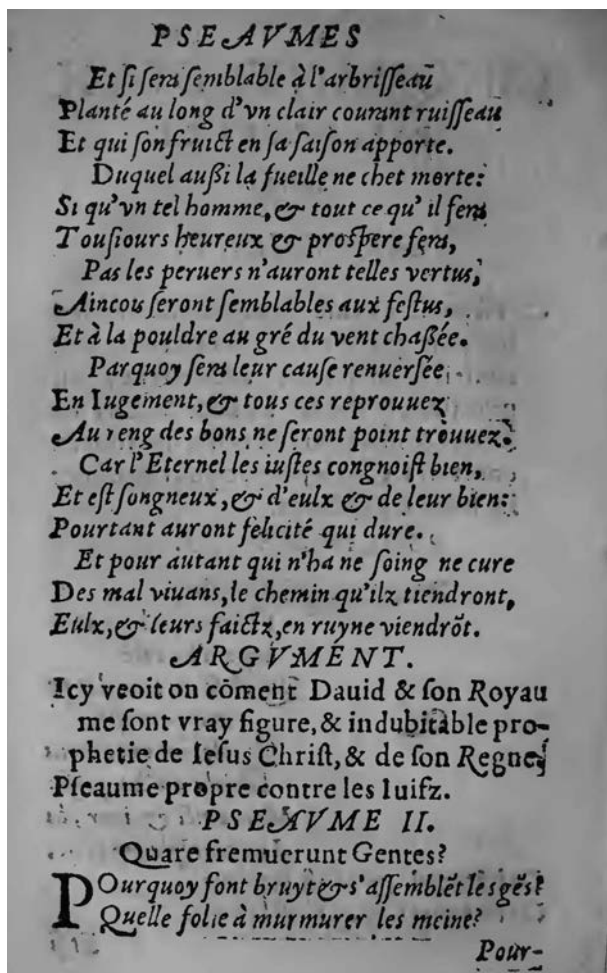 PSEAVMES
Et si sera semblable à l'arbrisseau
Planté au long d'vn clair courant ruisseau
Et qui son fruict en sa saison apporte.
Duquel außi la fueille ne chet morte:
Si qu'vn tel homme, & tout ce qu'il fera
Tousiours heureux & prospere sera,
Pas les peruers n'auront telles vertus,
Aincou seront semblables aux festus,
Et à la pouldre au gré du vent chaßée.
Parquoy sera leur cause renuersée
En Iugement, & tous ces reprouuez
Au reng des bons ne seront point trouuez.
Car l'Eternel les iustes congnoist bien,
Et est songneux, & d'eulx & de leur bien:
Pourtant auront felicité qui dure.
Et pour autant qui n'ha ne soing ne cure
Des mal viuans, le chemin qu'ilz tiendront,
Eulx, & leurs faictz, en ruyne viendrõt.
ARGVMENT.
Icy veoit on cõment Dauid & son Royau
me sont vray figure, & indubitable pro-
phetie de Iesus Christ, & de son Regne,
Pseaume propre contre les Iuifz.
PSEAVME II.
Quare fremuerunt Gentes?
POurquoy font bruyt & s'assemblẽt les gẽs?
Quelle folie à murmurer les meine?
Pour-